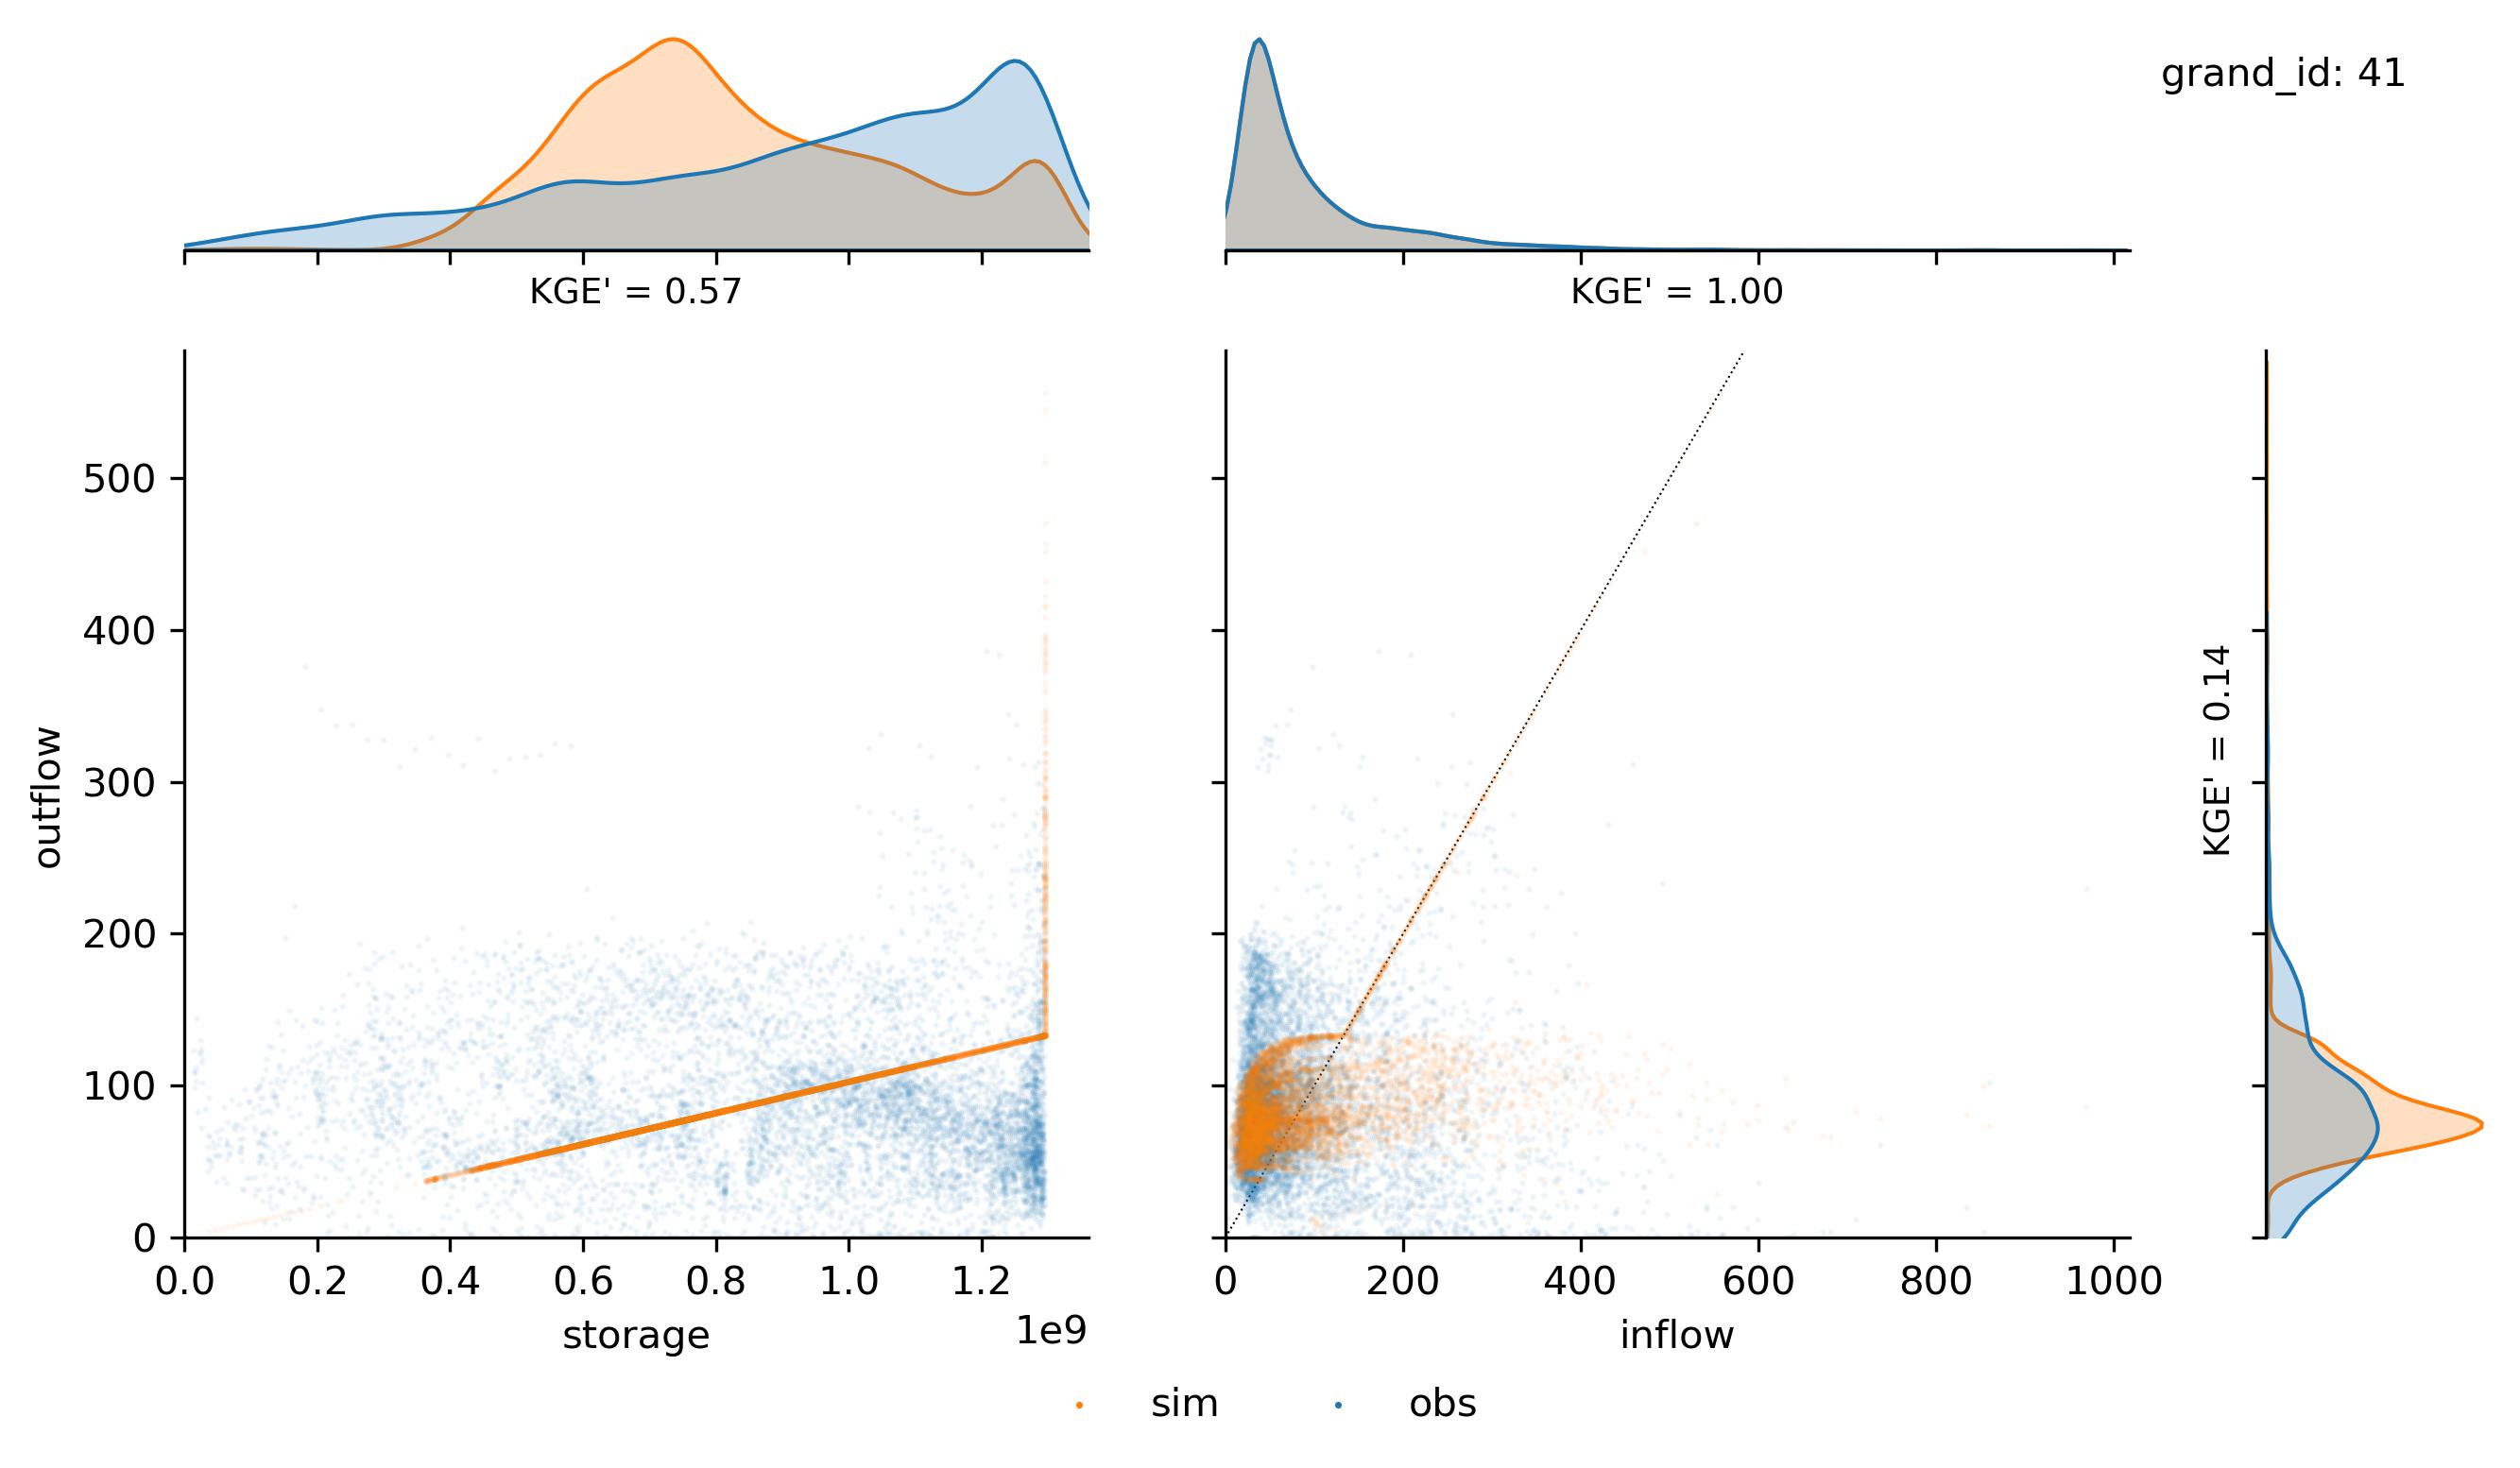 grand_id: 41
KGE' = 0.57
KGE' = 1.00
outflow
500
400
300
200
100
0
KGE' = 0.14
0.0 0.2 0.4 0.6 0.8 1.0 1.2
1e9
storage
0 200 400 600 800 1000
inflow
sim obs